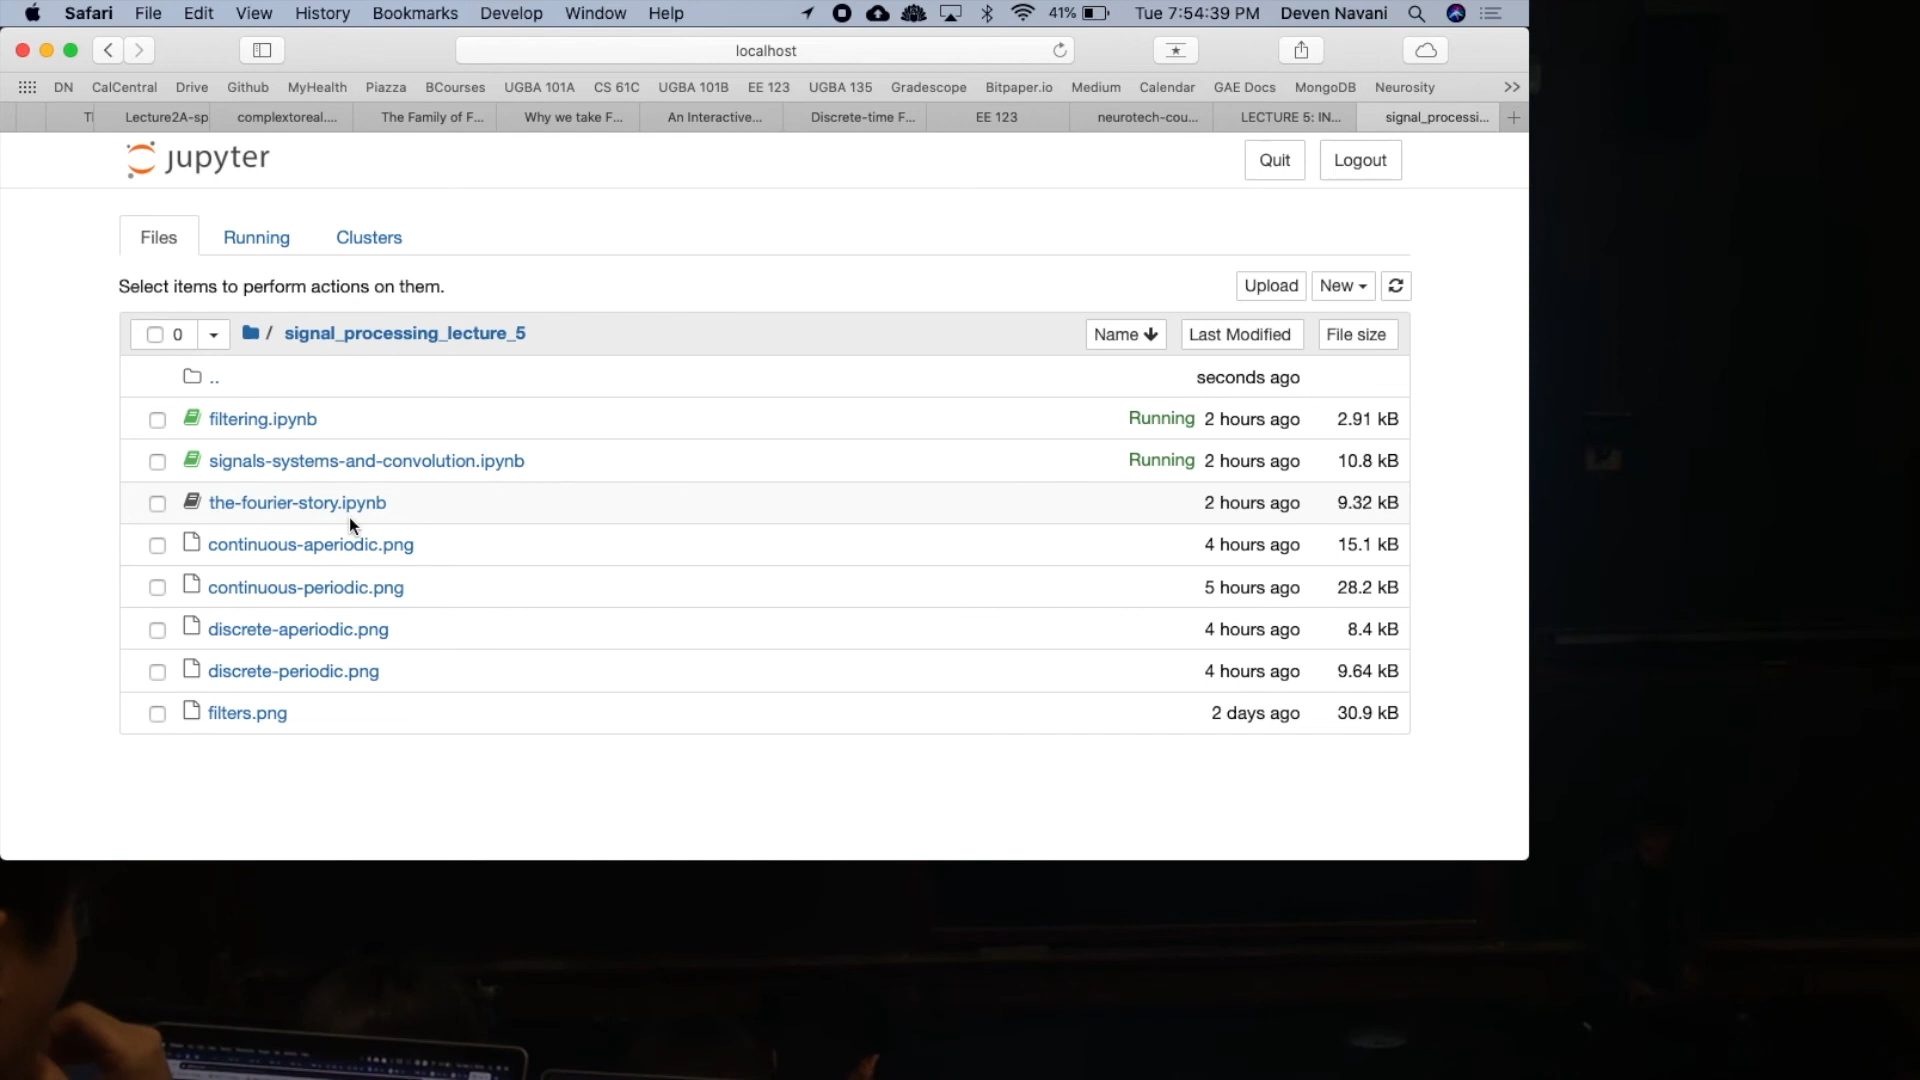 Safari File Edit View History Bookmarks Develop Window Help 41% Tue 7:54:39 PM Deven Navani
localhost
DN CalCentral Drive Github MyHealth Piazza BCourses UGBA 101A CS 61C UGBA 101B EE 123 UGBA 135 Gradescope Bitpaper.io Medium Calendar GAE Docs MongoDB Neurosity >>
Lecture2A-sp complextoreal.... The Family of F... Why we take F... An Interactive... Discrete-time F... EE 123 neurotech-cou... LECTURE 5: IN... signal_processi... +
jupyter Quit Logout
Files Running Clusters
Select items to perform actions on them. Upload New
0 / signal_processing_lecture_5 Name Last Modified File size
.. seconds ago
filtering.ipynb Running 2 hours ago 2.91 kB
signals-systems-and-convolution.ipynb Running 2 hours ago 10.8 kB
the-fourier-story.ipynb 2 hours ago 9.32 kB
continuous-aperiodic.png 4 hours ago 15.1 kB
continuous-periodic.png 5 hours ago 28.2 kB
discrete-aperiodic.png 4 hours ago 8.4 kB
discrete-periodic.png 4 hours ago 9.64 kB
filters.png 2 days ago 30.9 kB